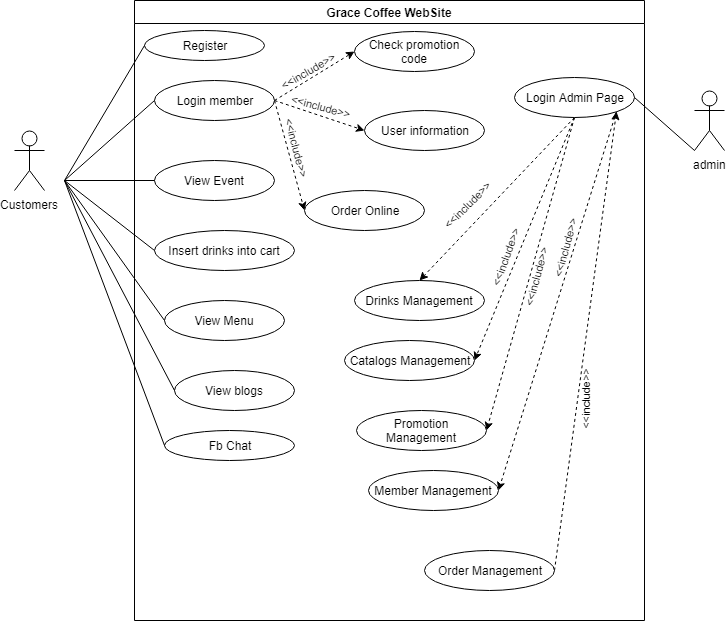 Grace Coffee WebSite
Register
Check promotion
code
<<include>>
Login member
<<include>>
Login Admin Page
<<include>>
User information
admin
Customers
View Event
Order Online
<<include>>
Insert drinks into cart
<<include>>
<<include>>
<<include>>
Drinks Management
View Menu
Catalogs Management
View blogs
<<include>>
Promotion
Management
Fb Chat
Member Management
Order Management